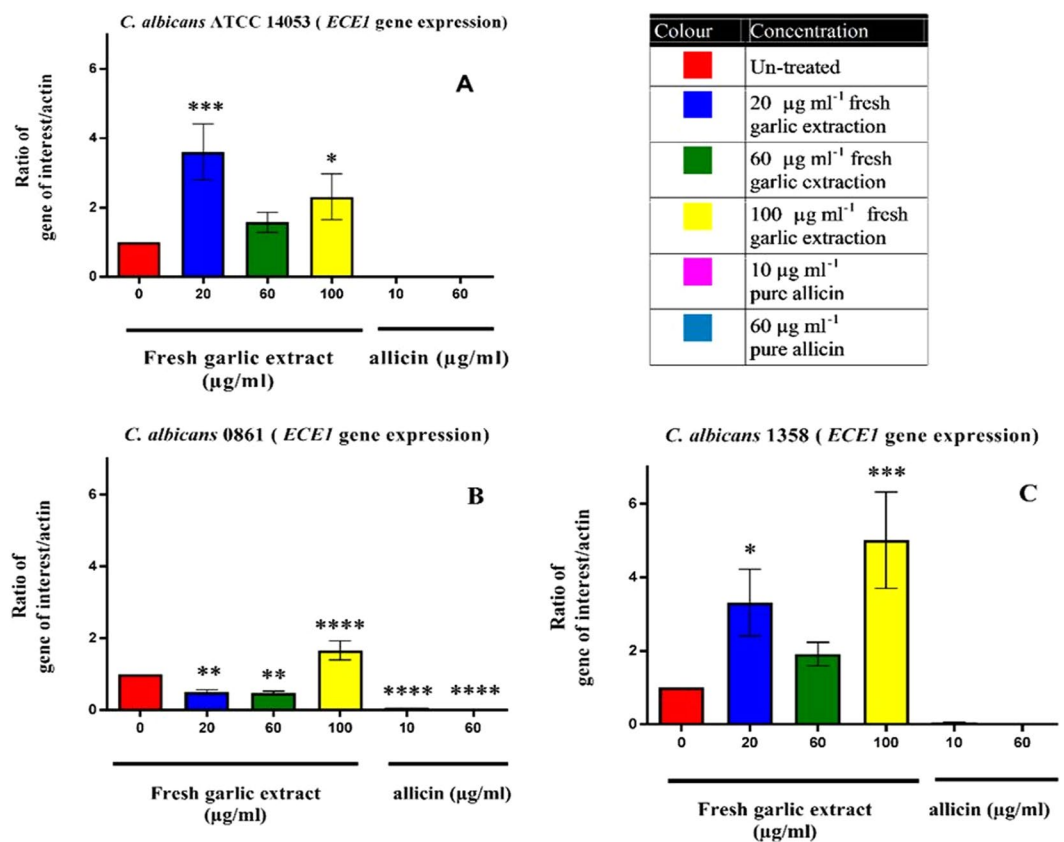 C. albicans ATCC 14053 ( ECE1 gene expression)
A
6
4
2
0
Ratio of
gene of interest/actin
***
*
0 20 60 100 10 60
Fresh garlic extract
(µg/ml)
allicin (µg/ml)
Colour Concentration
Un-treated
20 µg ml-1 fresh
garlic extraction
60 µg ml-1 fresh
garlic extraction
100 µg ml-1 fresh
garlic extraction
10 µg ml-1
pure allicin
60 µg ml-1
pure allicin
C. albicans 0861 ( ECE1 gene expression)
B
6
4
2
0
Ratio of
gene of interest/actin
** ** **** **** ****
0 20 60 100 10 60
Fresh garlic extract
(µg/ml)
allicin (µg/ml)
C. albicans 1358 ( ECE1 gene expression)
C
6
4
2
0
Ratio of
gene of interest/actin
*
***
0 20 60 100 10 60
Fresh garlic extract
(µg/ml)
allicin (µg/ml)